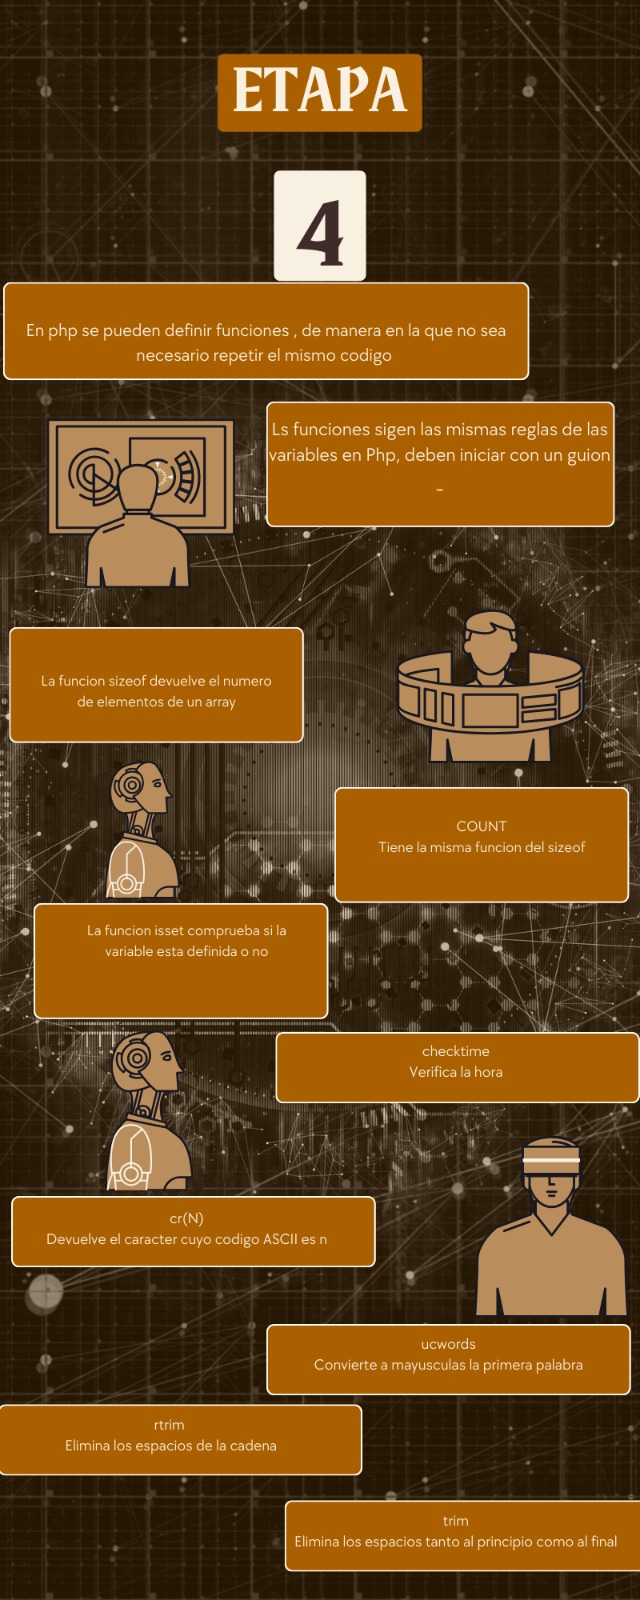 ETAPA
4
En php se pueden definir funciones , de manera en la que no sea
necesario repetir el mismo codigo
Ls funciones sigen las mismas reglas de las
variables en Php, deben iniciar con un guion
_
La funcion sizeof devuelve el numero
de elementos de un array
COUNT
Tiene la misma funcion del sizeof
La funcion isset comprueba si la
variable esta definida o no
checktime
Verifica la hora
cr(N)
Devuelve el caracter cuyo codigo ASCII es n
ucwords
Convierte a mayusculas la primera palabra
rtrim
Elimina los espacios de la cadena
trim
Elimina los espacios tanto al principio como al final